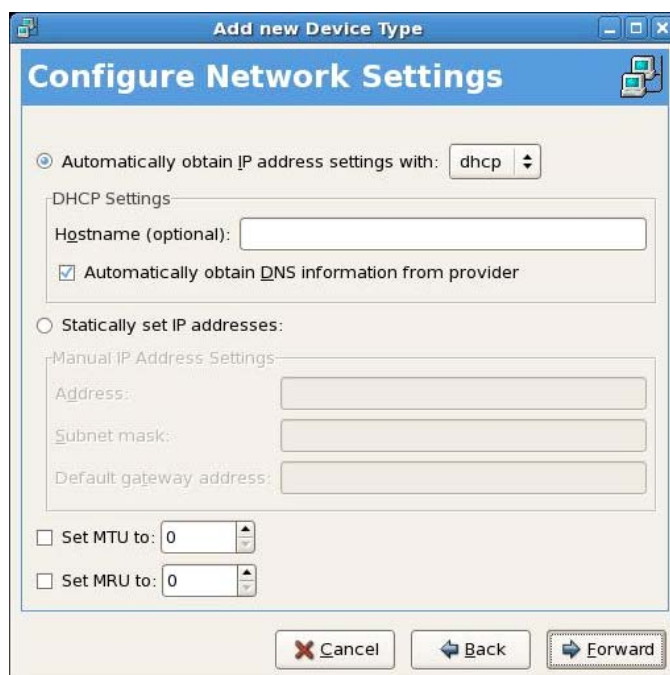 Add new Device Type
Configure Network Settings
Automatically obtain IP address settings with: dhcp
DHCP Settings
Hostname (optional):
Automatically obtain DNS information from provider
Statically set IP addresses:
Manual IP Address Settings
Address:
Subnet mask:
Default gateway address:
Set MTU to: 0
Set MRU to: 0
Cancel Back Forward